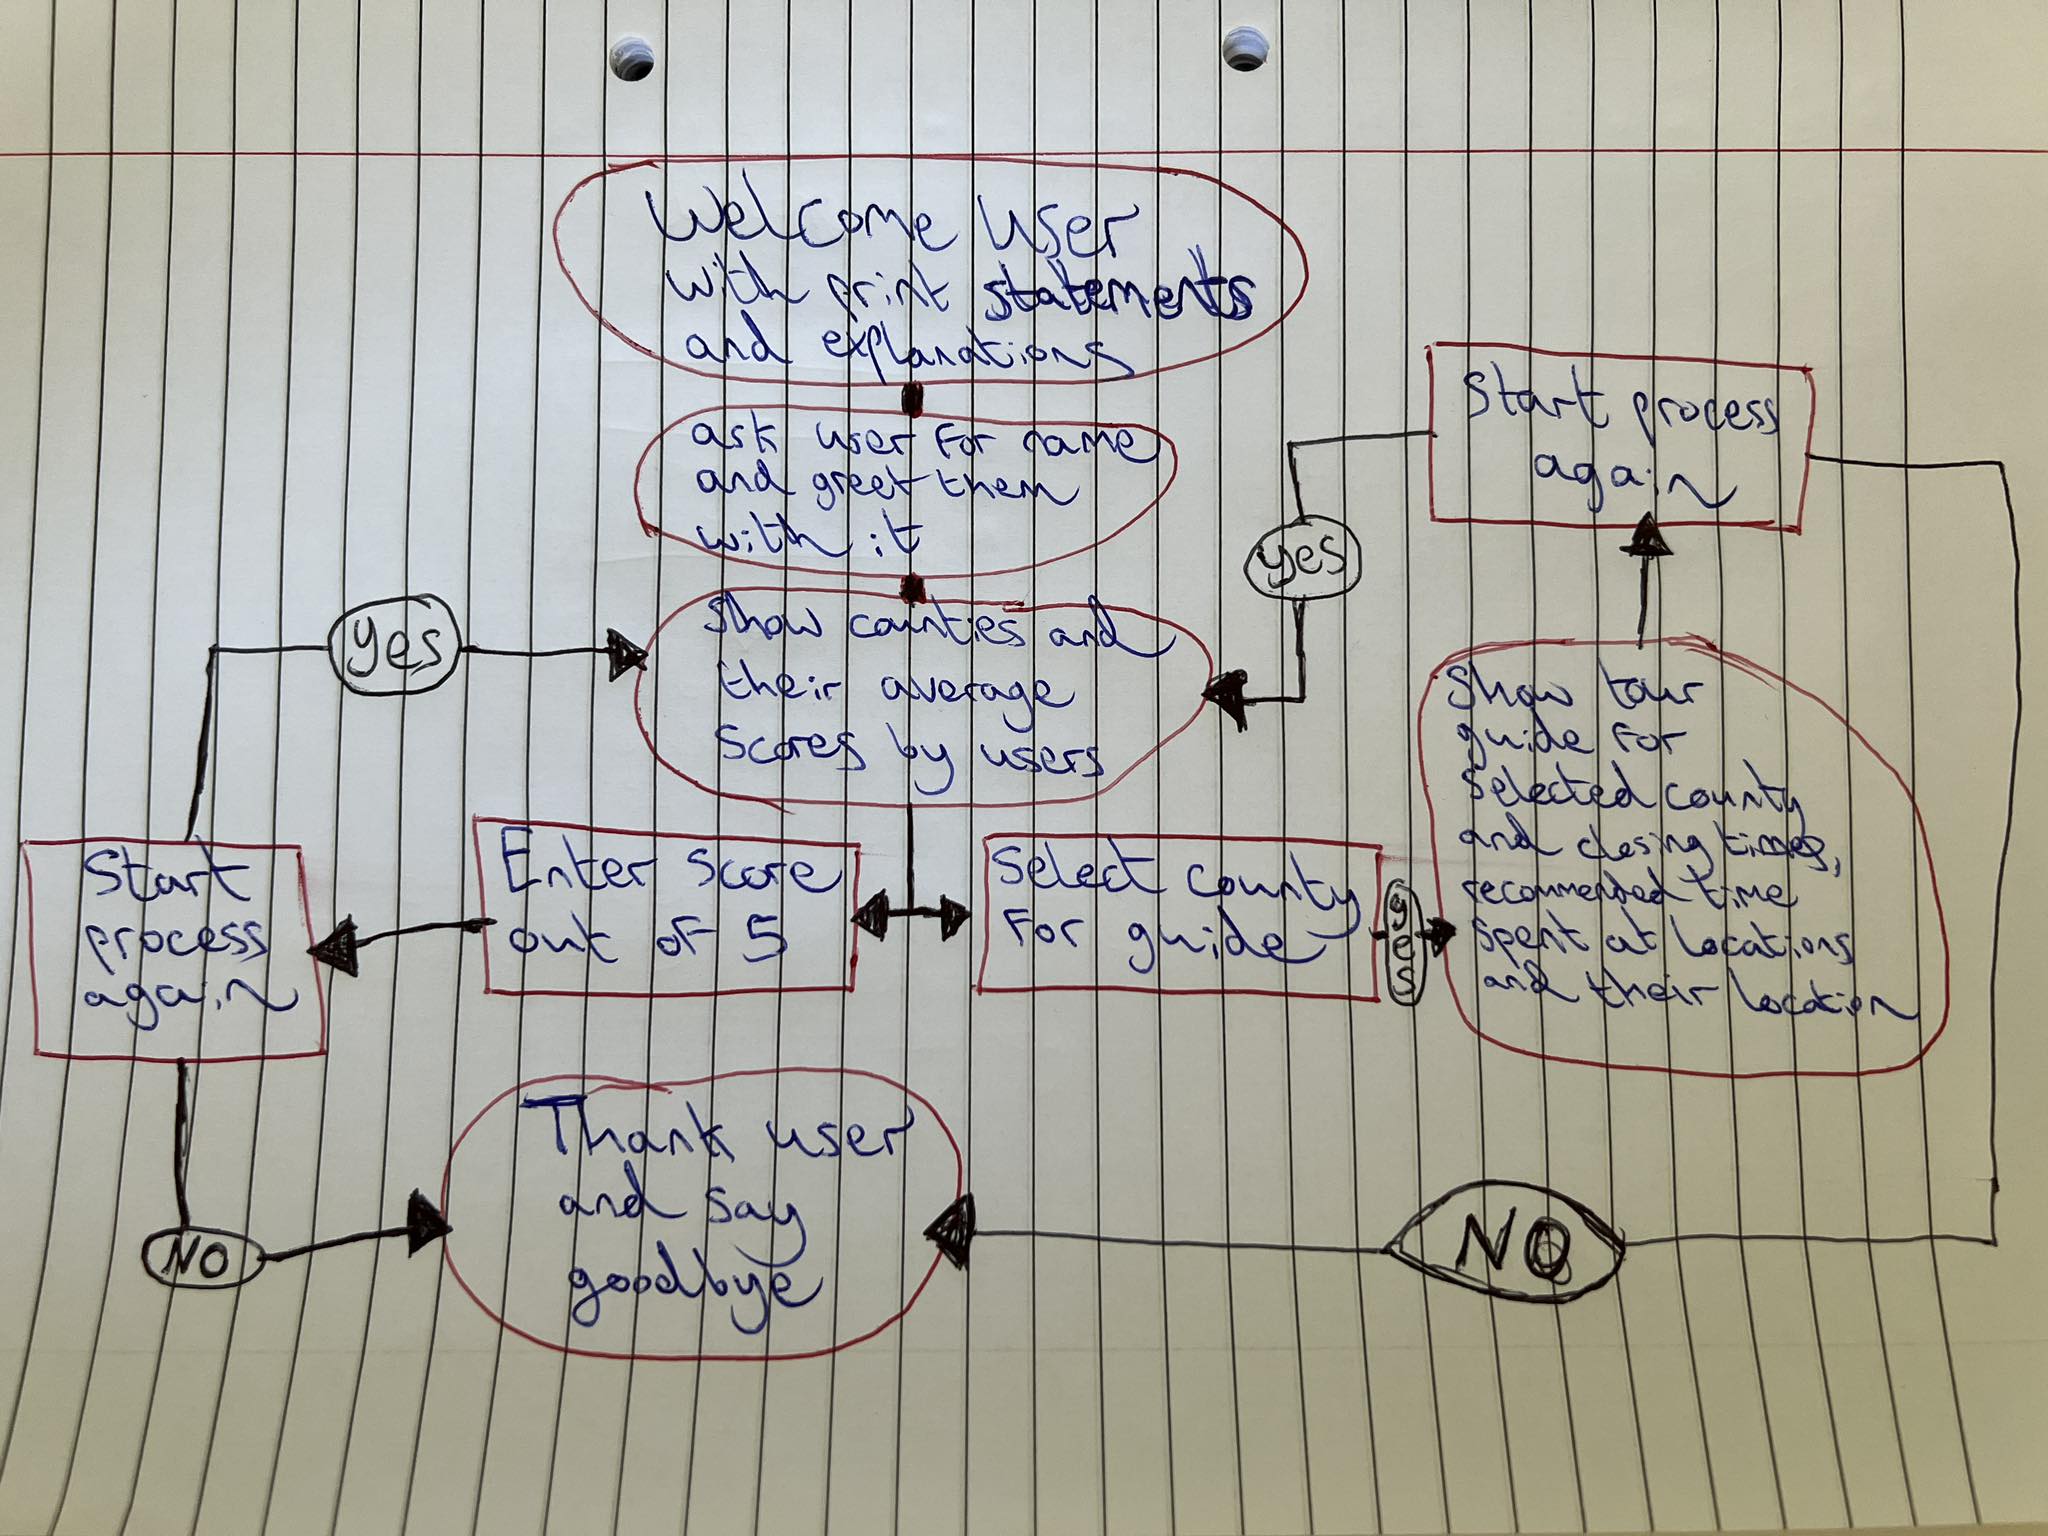 Welcome User
with print statements
and explanations
ask user for name
and greet them
with it
Start process
again
yes
yes
Show counties and
their average
scores by users
Show tour
guide for
selected county
and closing times,
recommended time
spent at locations
and their location
Start
process
again
Enter Score
out of 5
Select county
for guide
yes
Thank user
and say
goodbye
NO
NO